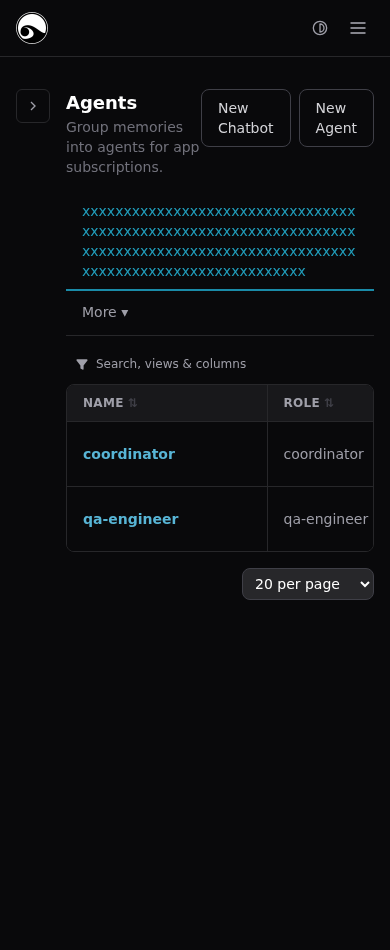 Agents
Group memories
into agents for app
subscriptions.
New
Chatbot
New
Agent
xxxxxxxxxxxxxxxxxxxxxxxxxxxxxxxxx
xxxxxxxxxxxxxxxxxxxxxxxxxxxxxxxxx
xxxxxxxxxxxxxxxxxxxxxxxxxxxxxxxxx
xxxxxxxxxxxxxxxxxxxxxxxxxxx
More ▾
Search, views & columns
NAME ⇅ ROLE ⇅
coordinator coordinator
qa-engineer qa-engineer
20 per page